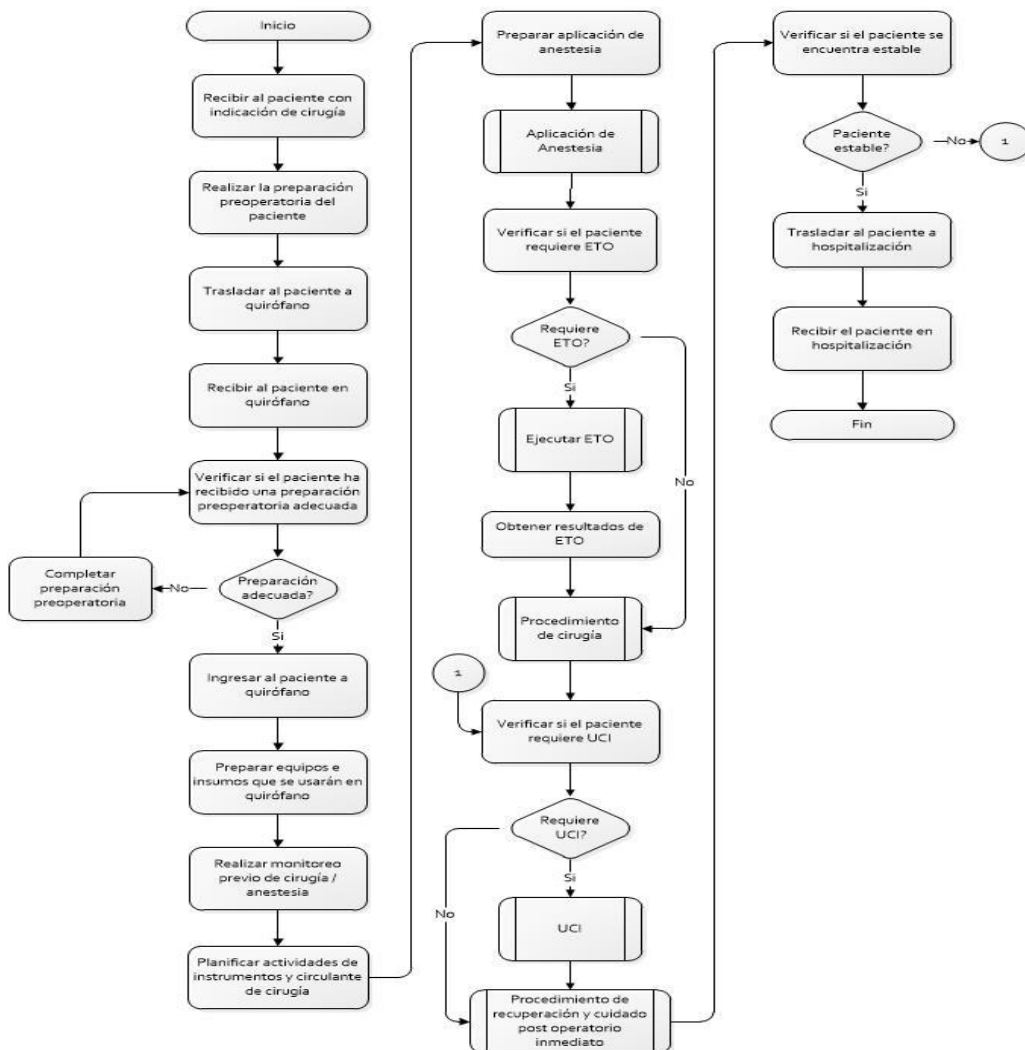 Inicio
Recibir al paciente con
indicación de cirugía
Realizar la preparación
preoperatoria del
paciente
Trasladar al paciente a
quirófano
Recibir al paciente en
quirófano
Verificar si el paciente ha
recibido una preparación
preoperatoria adecuada
Completar
preparación
preoperatoria
No
Preparación
adecuada?
Si
Ingresar al paciente a
quirófano
Preparar equipos e
insumos que se usarán en
quirófano
Realizar monitoreo
previo de cirugía /
anestesia
Planificar actividades de
instrumentos y circulante
de cirugía
Preparar aplicación de
anestesia
Aplicación de
Anestesia
Verificar si el paciente
requiere ETO
Requiere
ETO?
Si
No
Ejecutar ETO
Obtener resultados de
ETO
Procedimiento
de cirugía
1
Verificar si el paciente
requiere UCI
Requiere
UCI?
Si
No
UCI
Procedimiento de
recuperación y cuidado
post operatorio
inmediato
Verificar si el paciente se
encuentra estable
Paciente
estable?
No
1
Si
Trasladar al paciente a
hospitalización
Recibir el paciente en
hospitalización
Fin